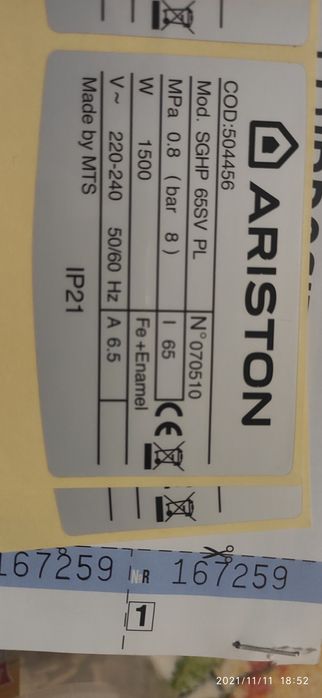 ARISTON
COD:504456
Mod. SGHP 65SV PL N°070510
MPa 0.8 (bar 8) l 65
W 1500 Fe+Enamel
V~ 220-240 50/60 Hz A 6.5
Made by MTS IP21
CE
167259 NR 167259
1
2021/11/11 18:52